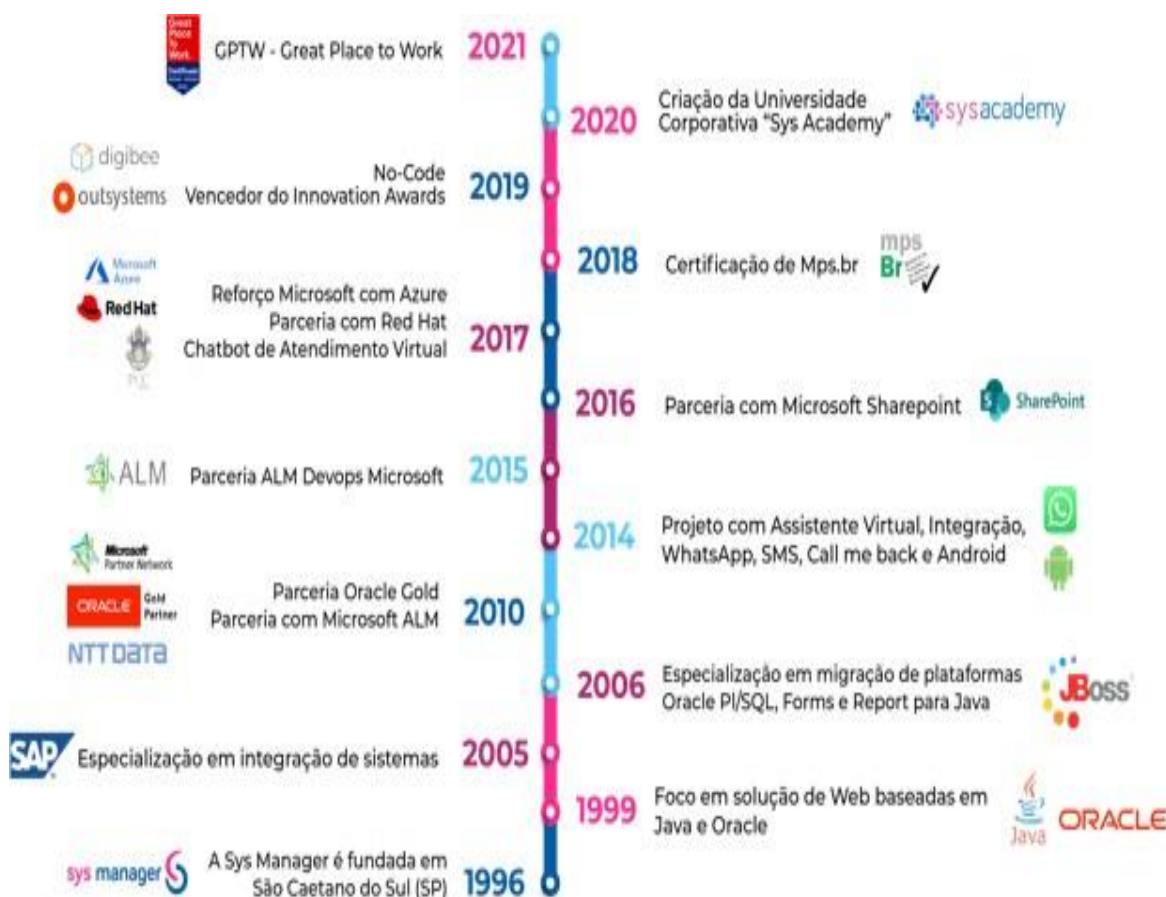 Great
Place
To
Work
GPTW - Great Place to Work
2021
2020
Criação da Universidade
Corporativa “Sys Academy”
sysacademy
digibee
outsystems
No-Code
Vencedor do Innovation Awards
2019
2018
Certificação de Mps.br
mps
Br
Microsoft
Azure
Red Hat
Reforço Microsoft com Azure
Parceria com Red Hat
Chatbot de Atendimento Virtual
2017
2016
Parceria com Microsoft Sharepoint
S
SharePoint
ALM
Parceria ALM Devops Microsoft
2015
2014
Projeto com Assistente Virtual, Integração,
WhatsApp, SMS, Call me back e Android
Microsoft
Partner Network
ORACLE Gold
Partner
NTT DATA
Parceria Oracle Gold
Parceria com Microsoft ALM
2010
2006
Especialização em migração de plataformas
Oracle Pl/SQL, Forms e Report para Java
JBoss
SAP
Especialização em integração de sistemas
2005
1999
Foco em solução de Web baseadas em
Java e Oracle
Java
ORACLE
sys manager
A Sys Manager é fundada em
São Caetano do Sul (SP)
1996